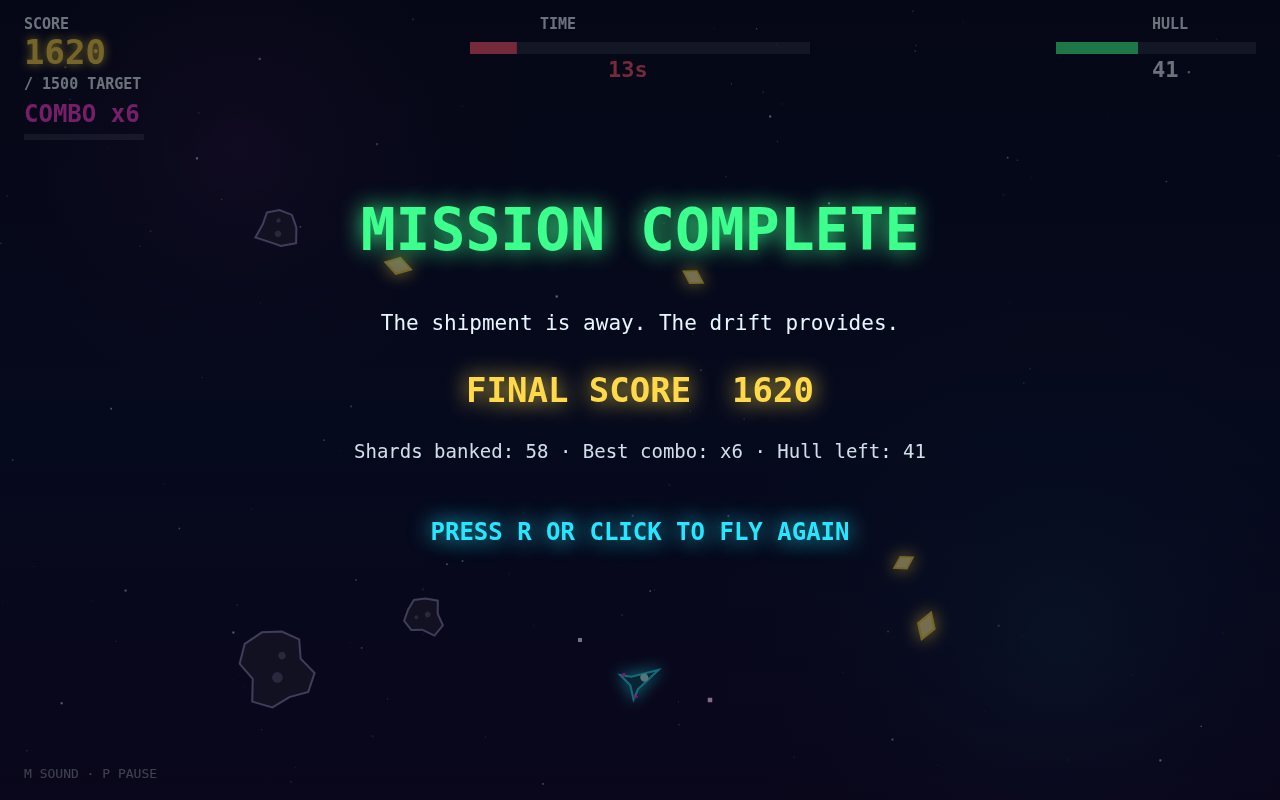 SCORE
1620
/ 1500 TARGET
COMBO x6
TIME
13s
HULL
41
MISSION COMPLETE
The shipment is away. The drift provides.
FINAL SCORE 1620
Shards banked: 58 · Best combo: x6 · Hull left: 41
PRESS R OR CLICK TO FLY AGAIN
M SOUND · P PAUSE